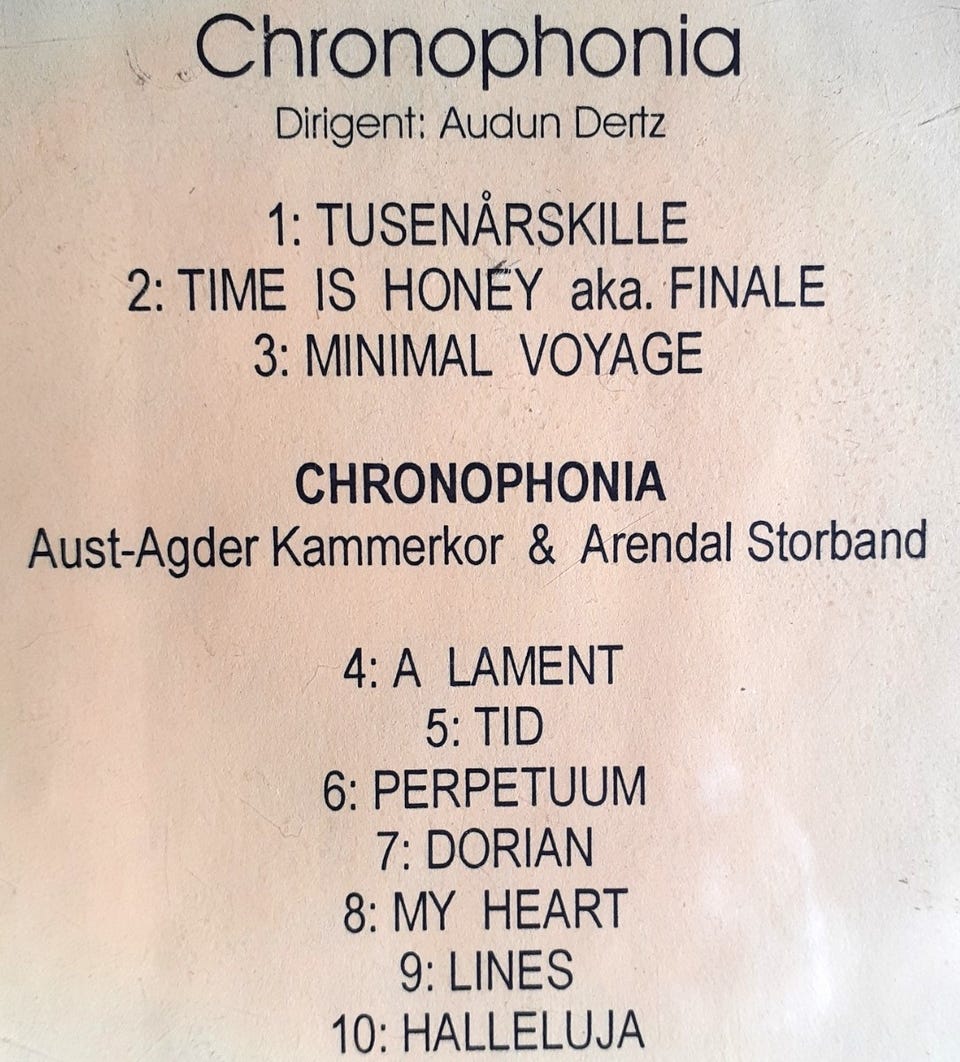 Chronophonia
Dirigent: Audun Dertz
1: TUSENÅRSKILLE
2: TIME IS HONEY aka. FINALE
3: MINIMAL VOYAGE
CHRONOPHONIA
Aust-Agder Kammerkor & Arendal Storband
4: A LAMENT
5: TID
6: PERPETUUM
7: DORIAN
8: MY HEART
9: LINES
10: HALLELUJA